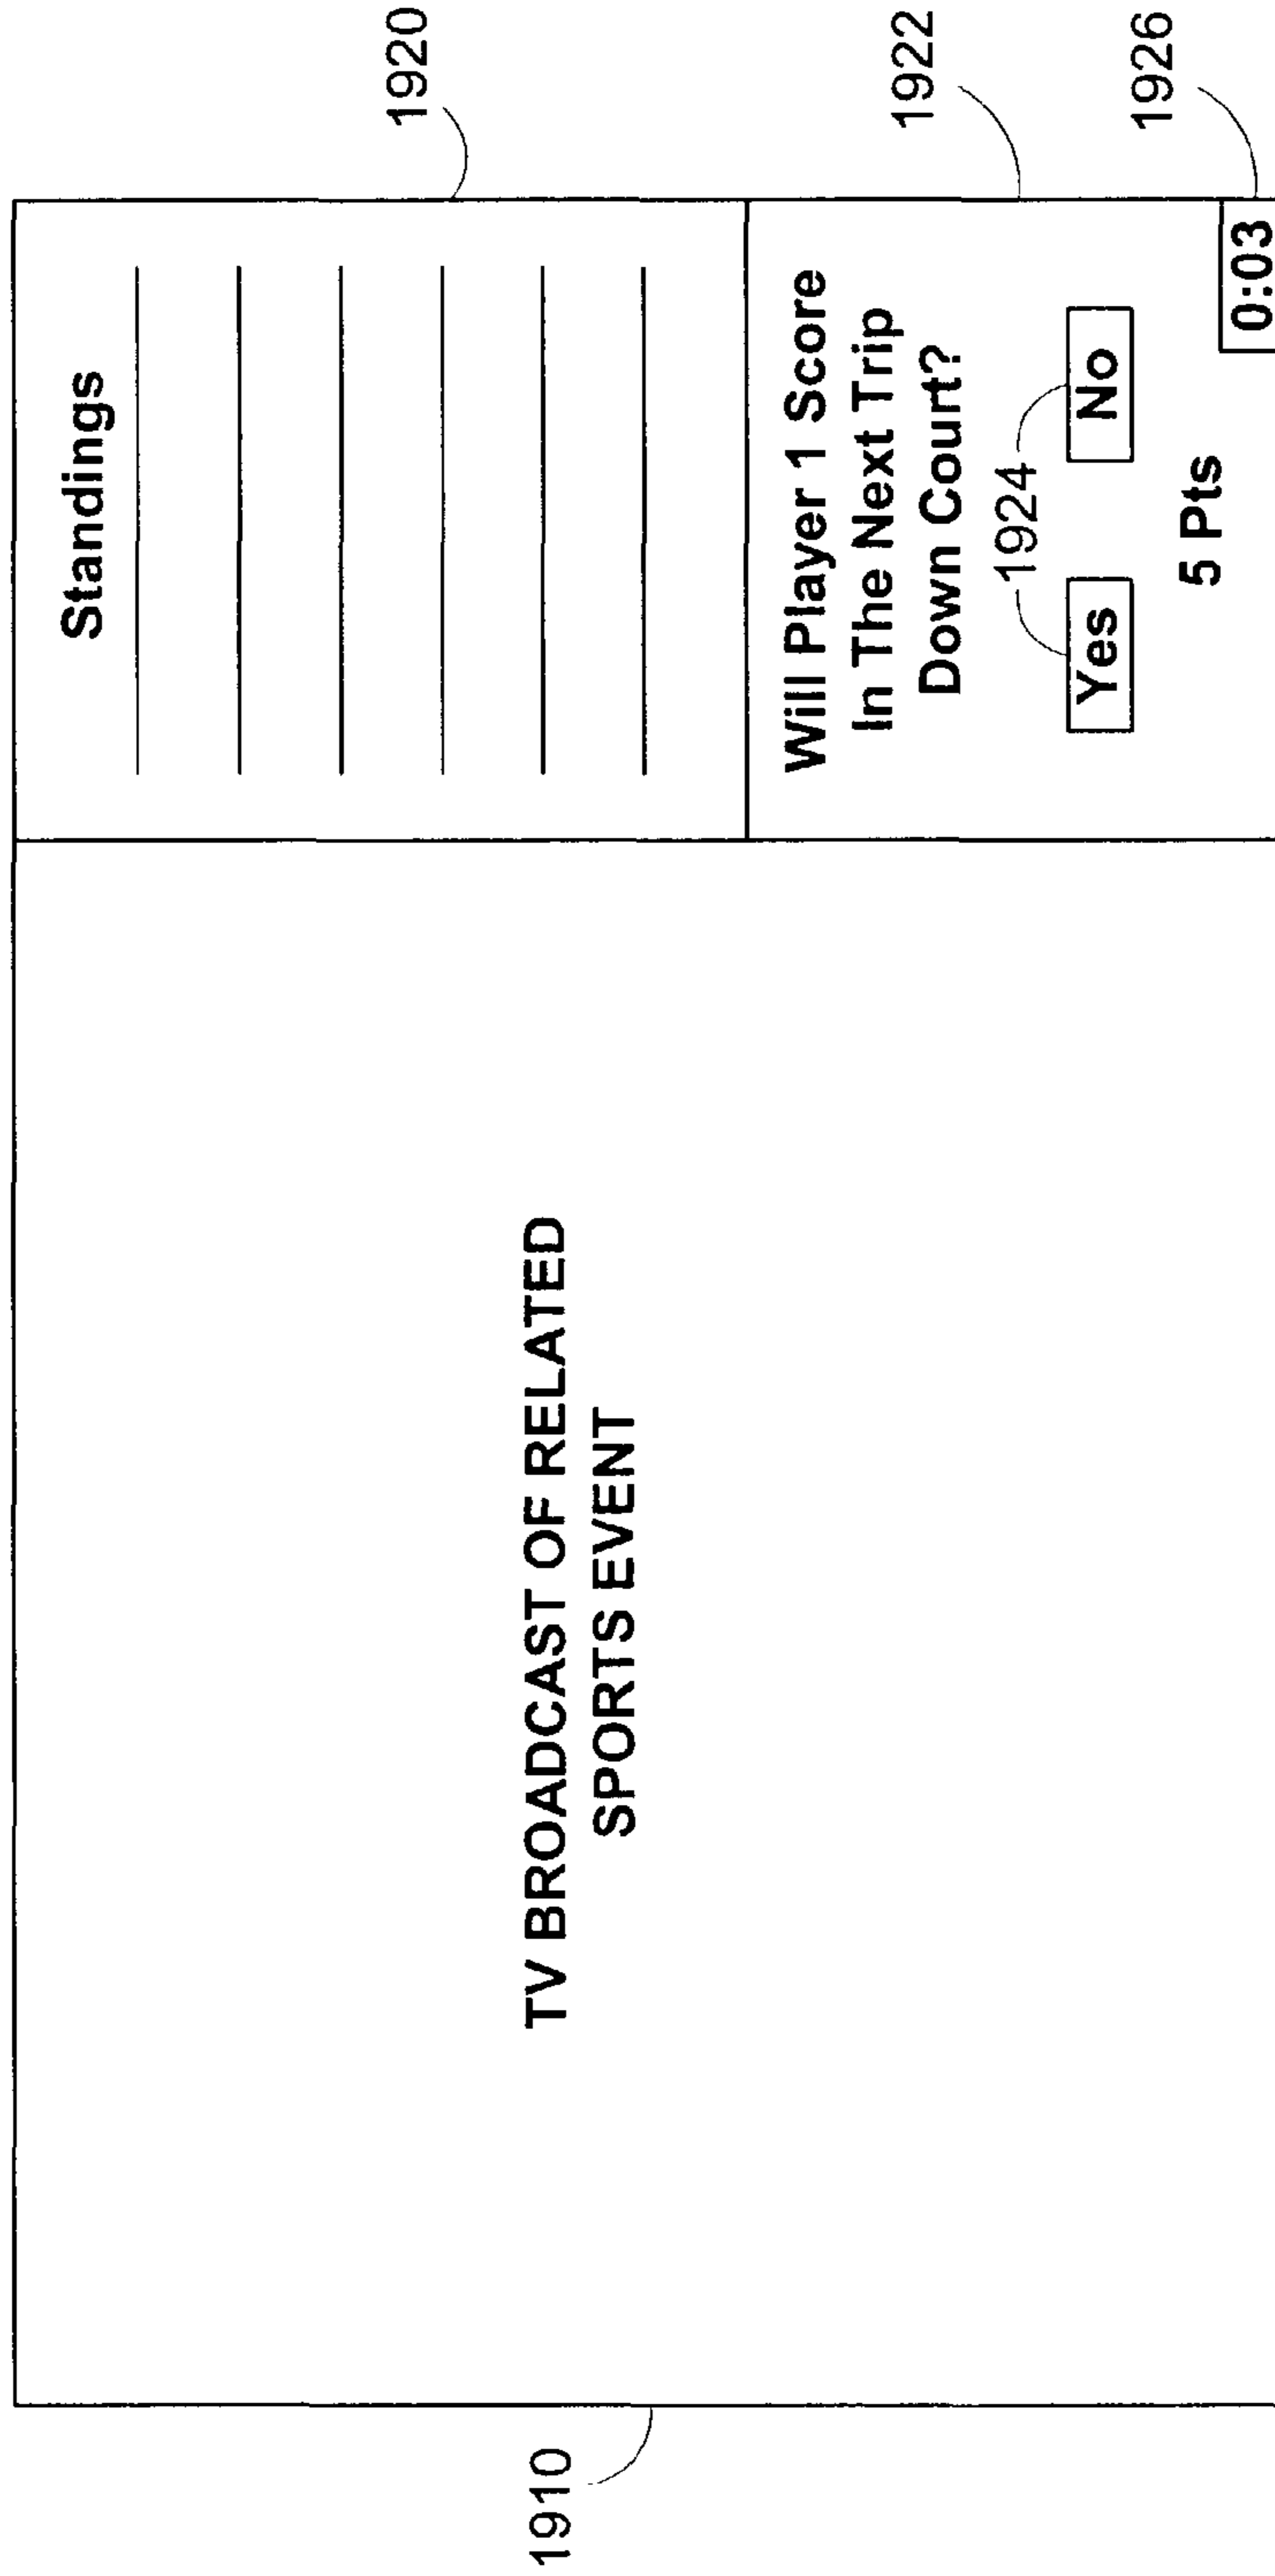 1910
TV BROADCAST OF RELATED
SPORTS EVENT
Standings
1920
Will Player 1 Score
In The Next Trip
Down Court?
1922
1924
Yes
No
5 Pts
0:03
1926